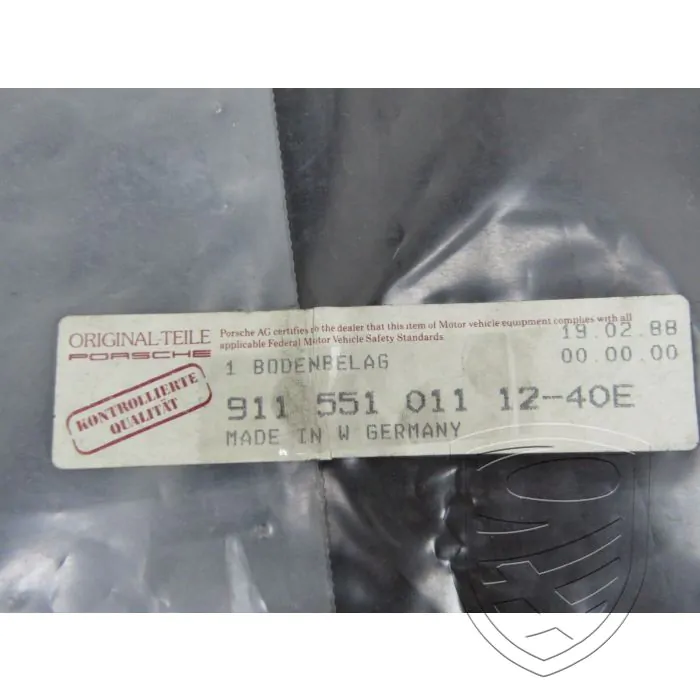 ORIGINAL-TEILE
PORSCHE
KONTROLLIERTE
QUALITÄT
Porsche AG certifies to the dealer that this item of Motor vehicle equipment complies with all
applicable Federal Motor Vehicle Safety Standards.
19.02.88
1 BODENBELAG
00.00.00
911 551 011 12-40E
MADE IN W GERMANY